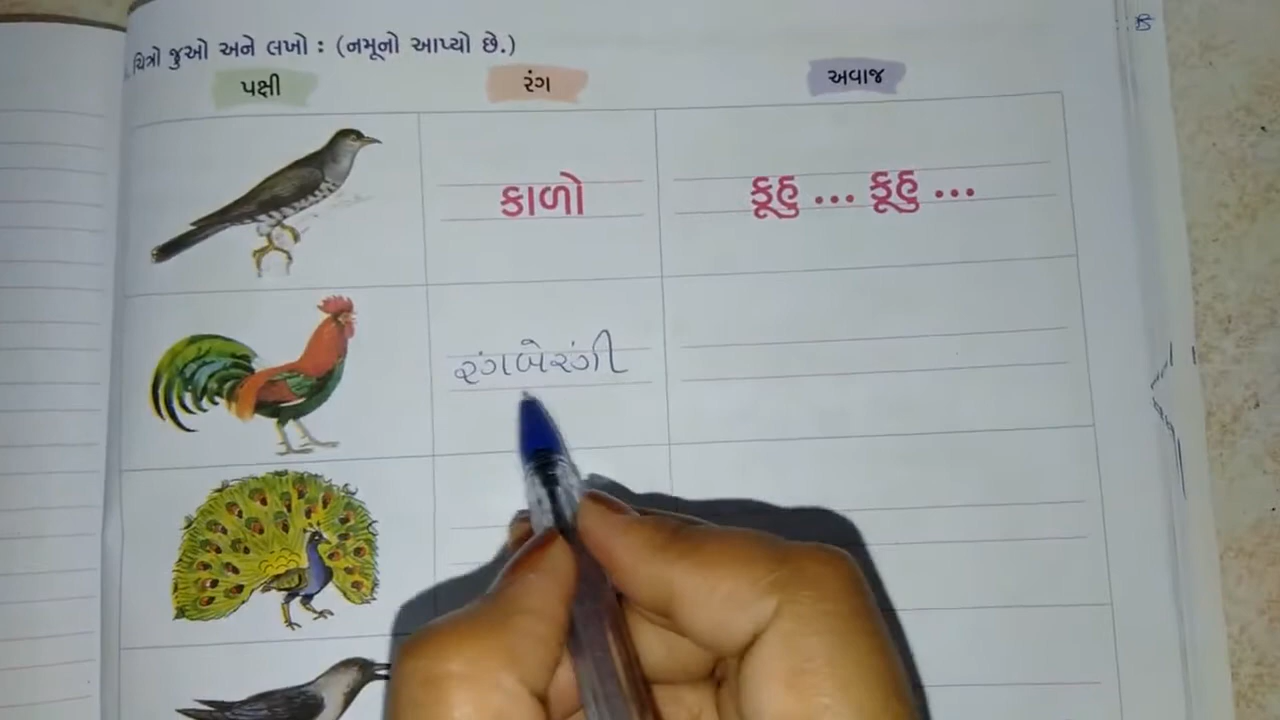 ચિત્રો જુઓ અને લખો : (નમૂનો આપ્યો છે.)
પક્ષી રંગ અવાજ
કાળો કૂહુ ... કૂહુ ...
રંગબેરંગી